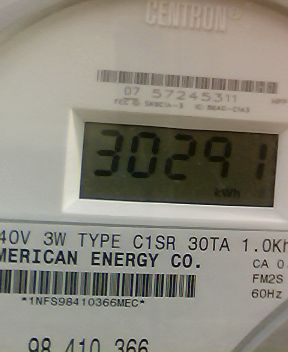 CENTRON®
07 57245311
30291
kWh
40V 3W TYPE C1SR 30TA 1.0Kh
MERICAN ENERGY CO.
CA 0.
FM2S
60Hz
*1NFS98410366MEC*
98 410 366